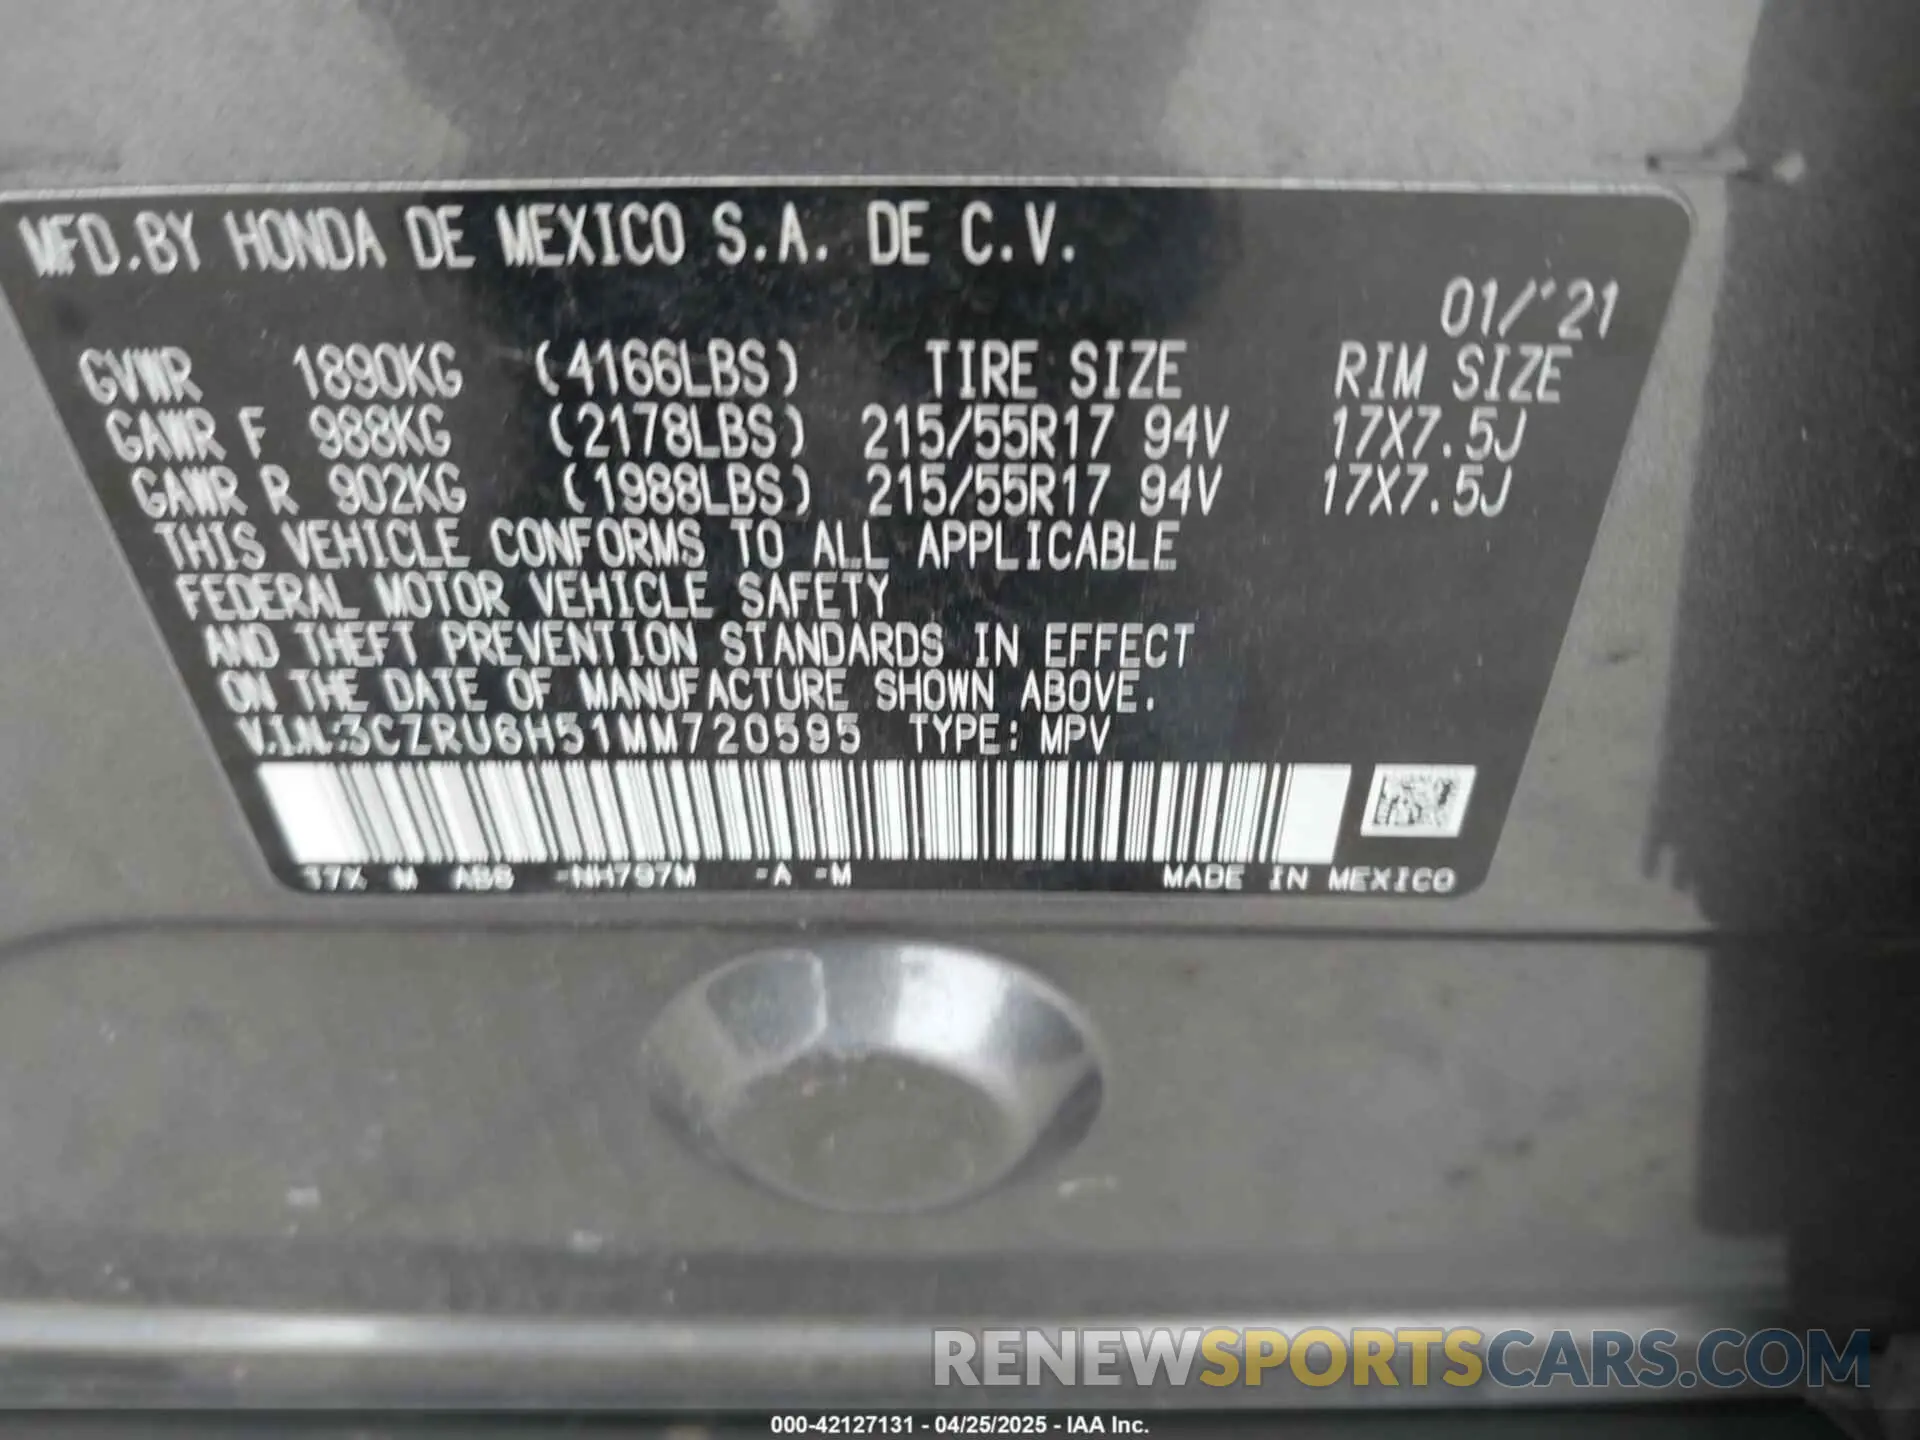 MFD.BY HONDA DE MEXICO S.A. DE C.V.
01/'21
GVWR 1890KG (4166LBS) TIRE SIZE RIM SIZE
GAWR F 988KG (2178LBS) 215/55R17 94V 17X7.5J
GAWR R 902KG (1988LBS) 215/55R17 94V 17X7.5J
THIS VEHICLE CONFORMS TO ALL APPLICABLE
FEDERAL MOTOR VEHICLE SAFETY
AND THEFT PREVENTION STANDARDS IN EFFECT
ON THE DATE OF MANUFACTURE SHOWN ABOVE.
V.I.N.:3CZRU6H51MM720595 TYPE: MPV
T7X M ABS -NH797M -A -M MADE IN MEXICO
RENEWSPORTSCARS.COM
000-42127131 - 04/25/2025 - IAA Inc.